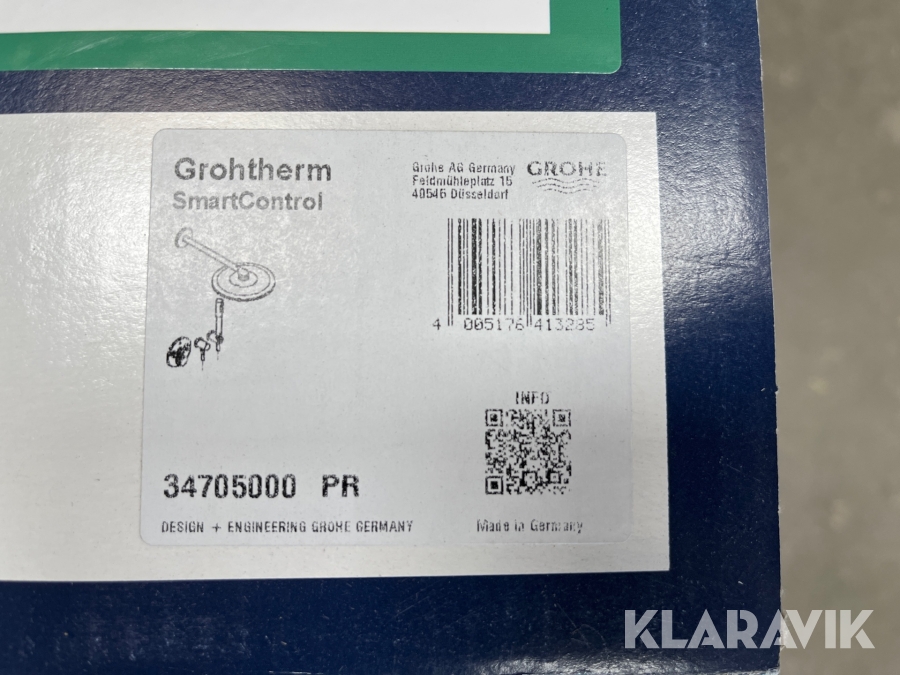 Grohtherm
SmartControl
Grohe AG Germany
Feldmühleplatz 15
40545 Düsseldorf
GROHE
4 005176 413285
INFO
34705000 PR
DESIGN + ENGINEERING GROHE GERMANY
Made in Germany
KLARAVIK